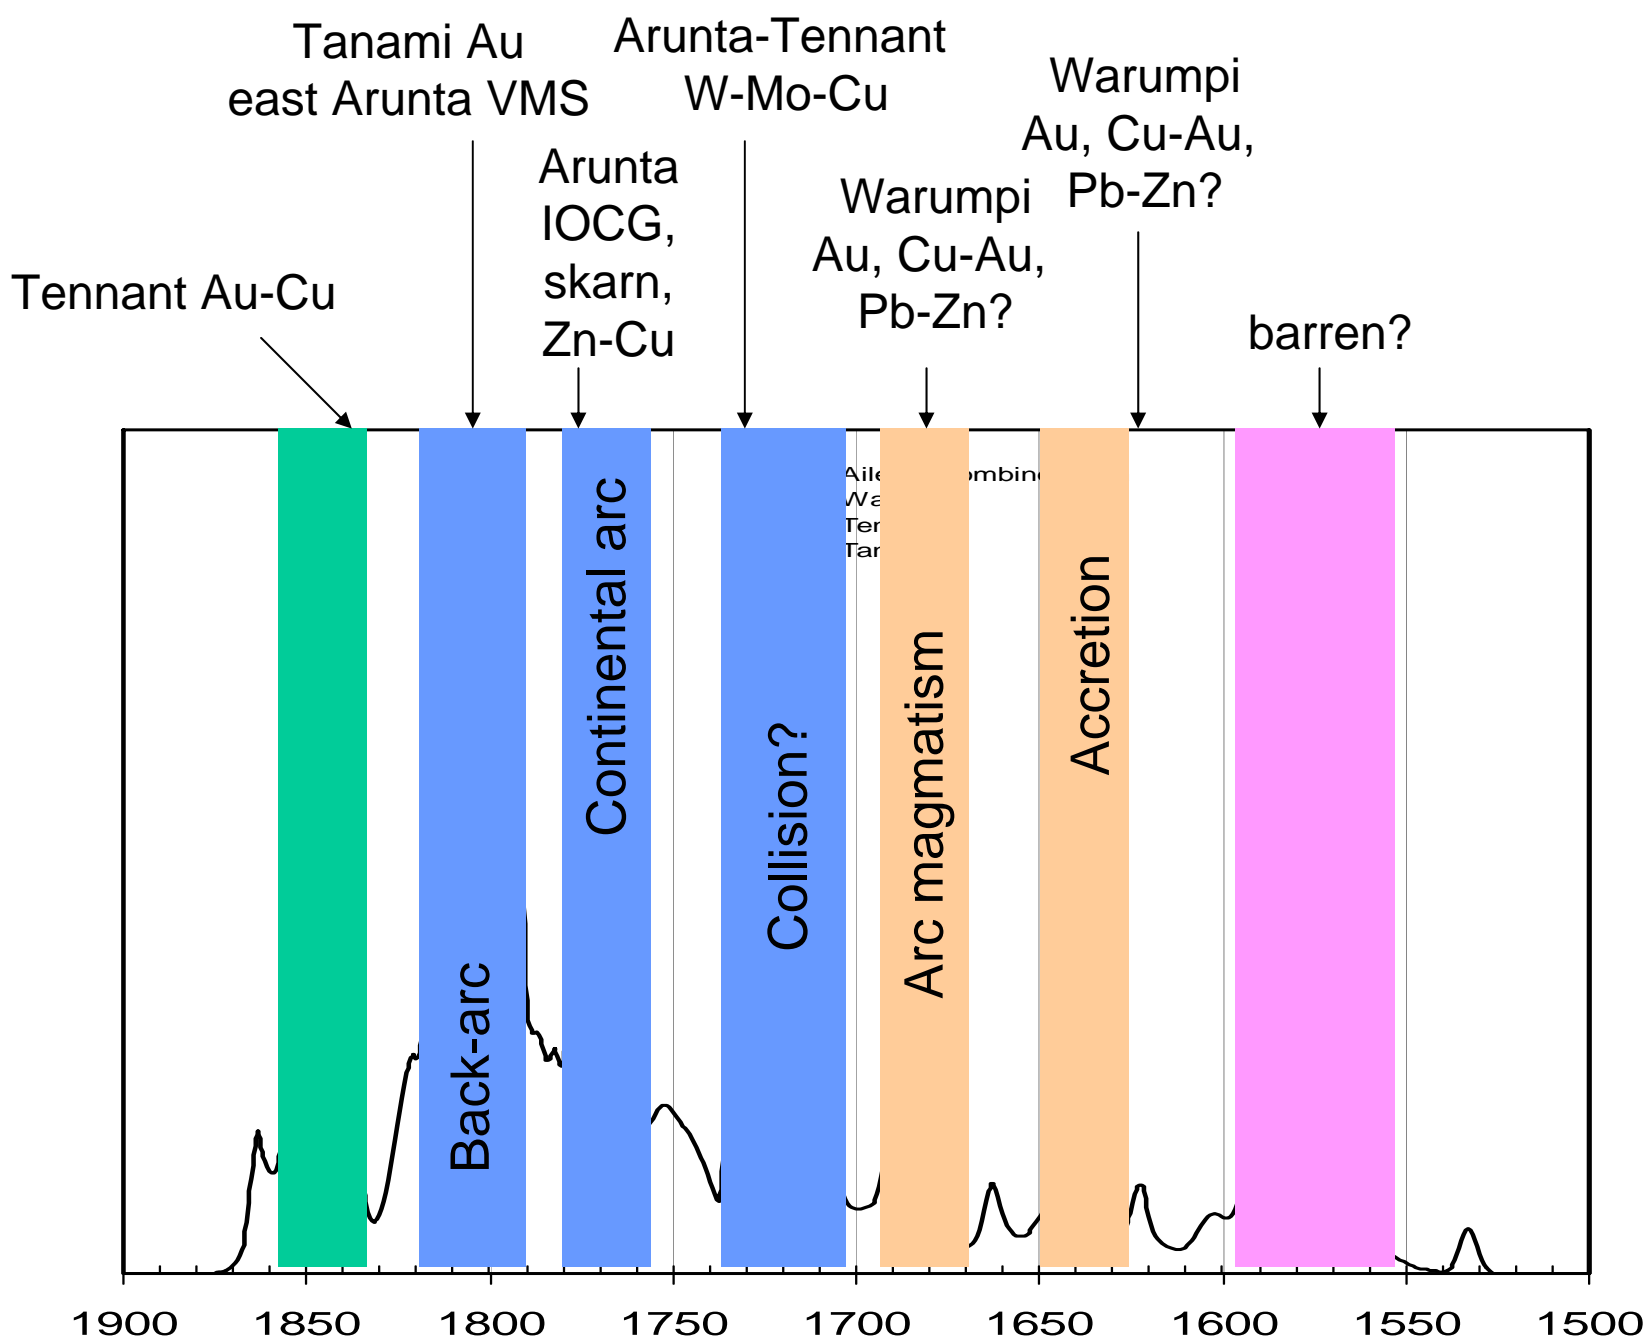 Tanami Au
east Arunta VMS
Arunta-Tennant
W-Mo-Cu
Warumpi
Au, Cu-Au,
Pb-Zn?
Arunta
IOCG,
skarn,
Zn-Cu
Warumpi
Au, Cu-Au,
Pb-Zn?
Tennant Au-Cu
barren?
Back-arc
Continental arc
Collision?
Arc magmatism
Accretion
1900 1850 1800 1750 1700 1650 1600 1550 1500